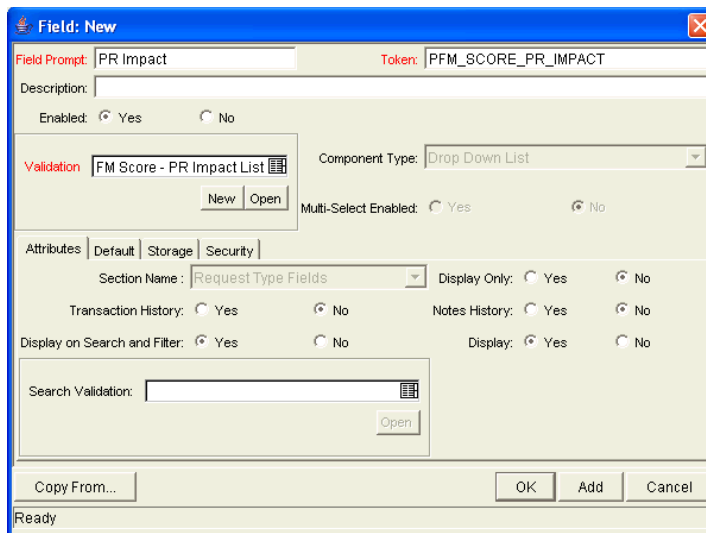 Field: New
Field Prompt: PR Impact Token: PFM_SCORE_PR_IMPACT
Description:
Enabled: Yes No
Validation FM Score - PR Impact List Component Type: Drop Down List
New Open Multi-Select Enabled: Yes No
Attributes Default Storage Security
Section Name : Request Type Fields Display Only: Yes No
Transaction History: Yes No Notes History: Yes No
Display on Search and Filter: Yes No Display: Yes No
Search Validation:
Open
Copy From... OK Add Cancel
Ready